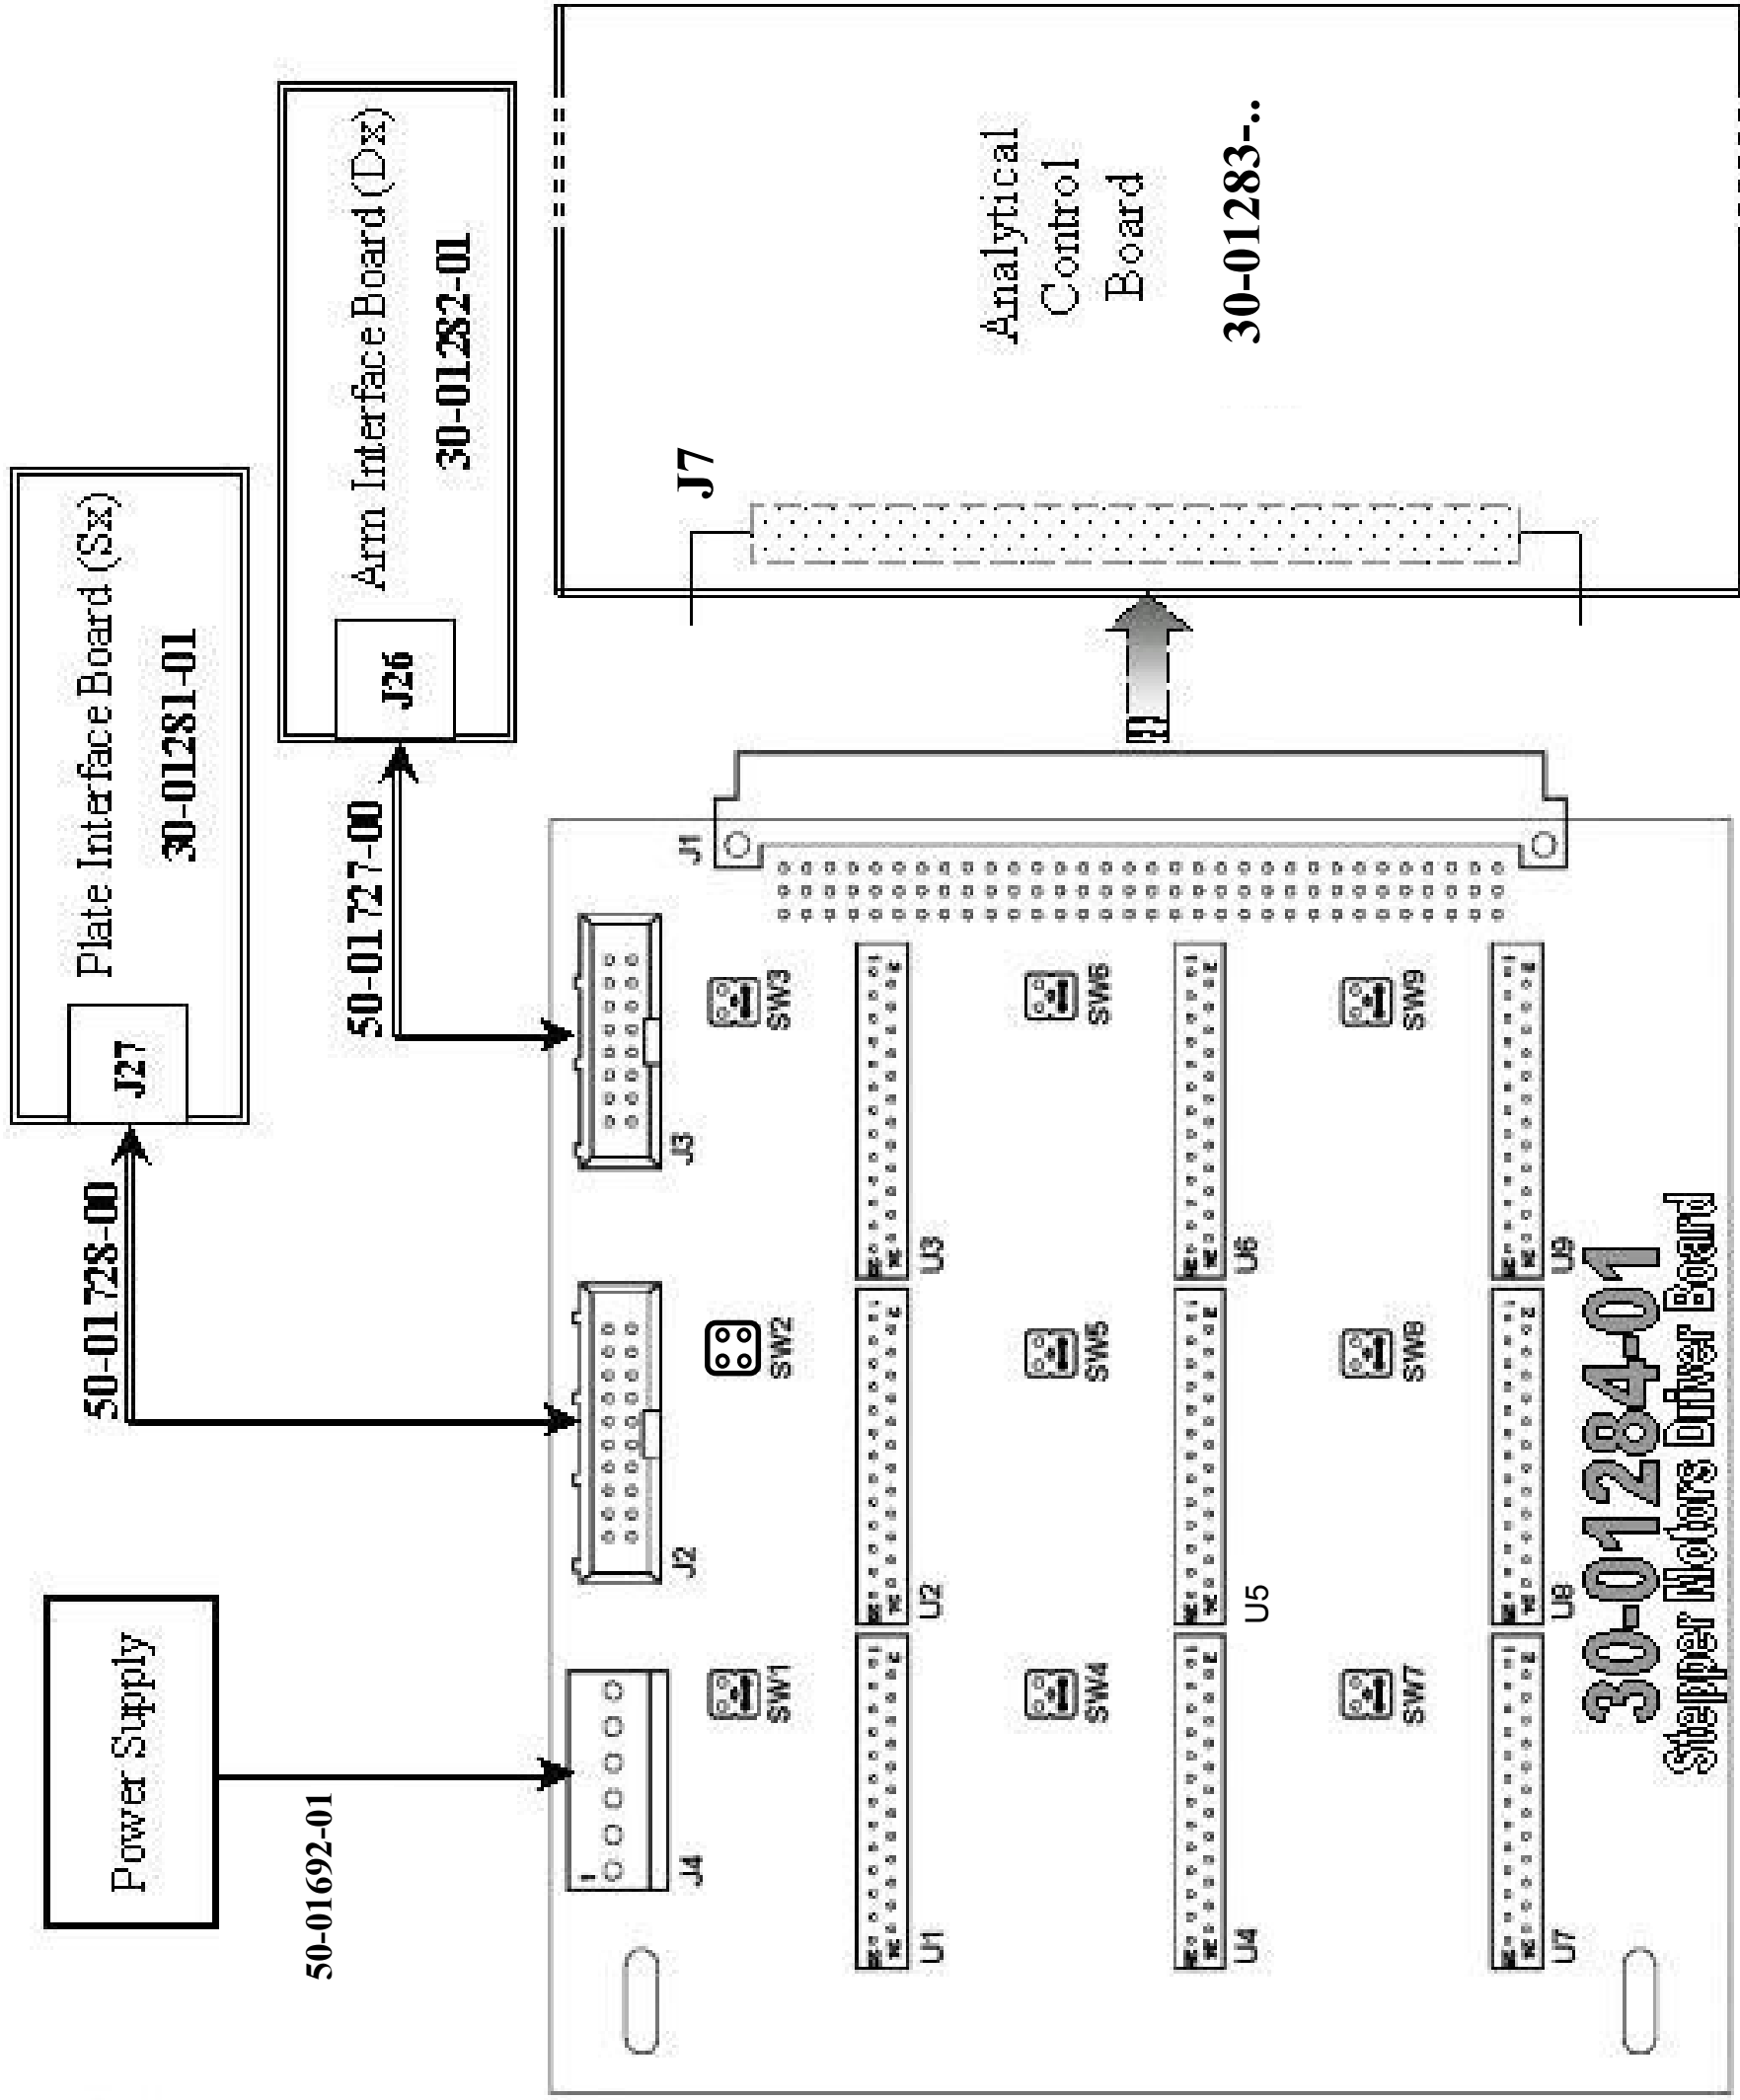 Power Supply
50-01692-01
Plate Interface Board (Sx)
30-01281-01
J27
50-01728-00
Arm Interface Board (Dx)
30-01282-01
J26
50-01727-00
Analytical
Control
Board
30-01283-..
J7
J4
1
J2
J3
J1
SW1
SW2
SW3
U1
U2
U3
SW4
SW5
SW6
U4
U5
U6
SW7
SW8
SW9
U7
U8
U9
30-01284-01
Stepper Motors Driver Board